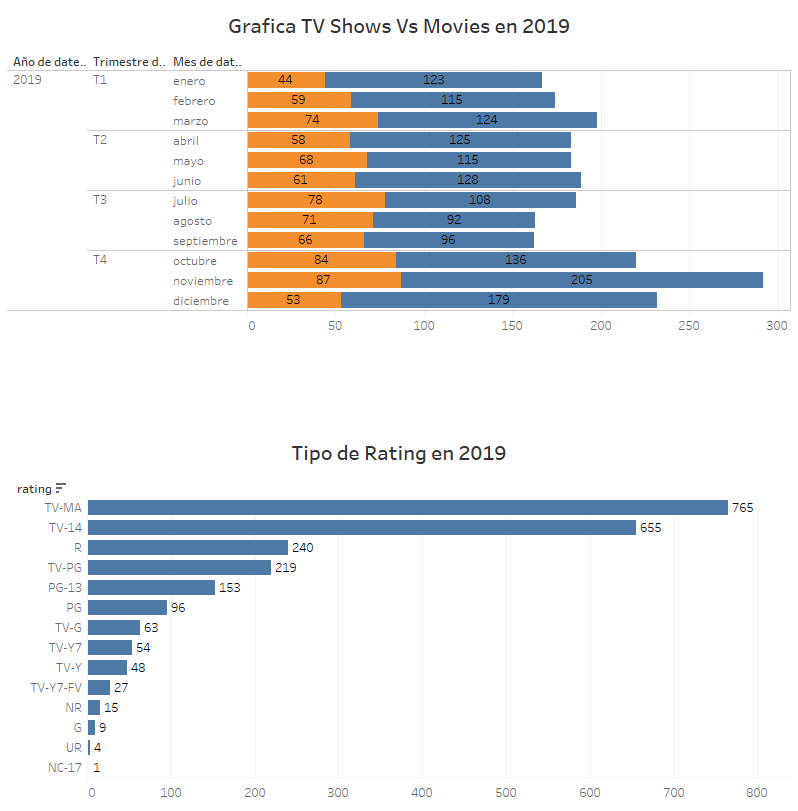 Grafica TV Shows Vs Movies en 2019
Año de date.. Trimestre d.. Mes de dat..
2019 T1 enero 44 123
febrero 59 115
marzo 74 124
T2 abril 58 125
mayo 68 115
junio 61 128
T3 julio 78 108
agosto 71 92
septiembre 66 96
T4 octubre 84 136
noviembre 87 205
diciembre 53 179
0 50 100 150 200 250 300
Tipo de Rating en 2019
rating
TV-MA 765
TV-14 655
R 240
TV-PG 219
PG-13 153
PG 96
TV-G 63
TV-Y7 54
TV-Y 48
TV-Y7-FV 27
NR 15
G 9
UR 4
NC-17 1
0 100 200 300 400 500 600 700 800